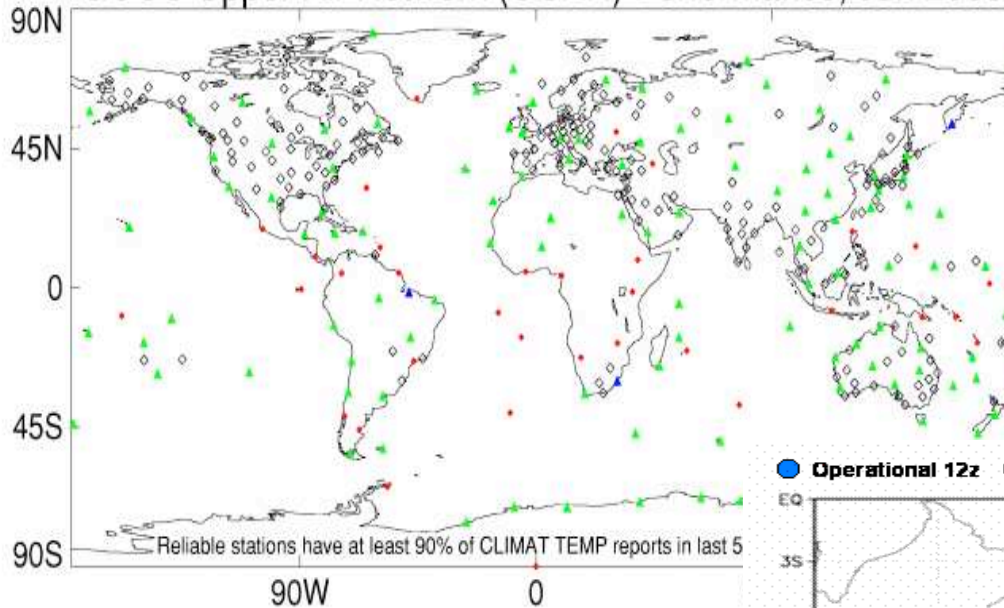 90N
45N
0
45S
90S
90W
0
Reliable stations have at least 90% of CLIMAT TEMP reports in last 5
Operational 12z
EQ
3S